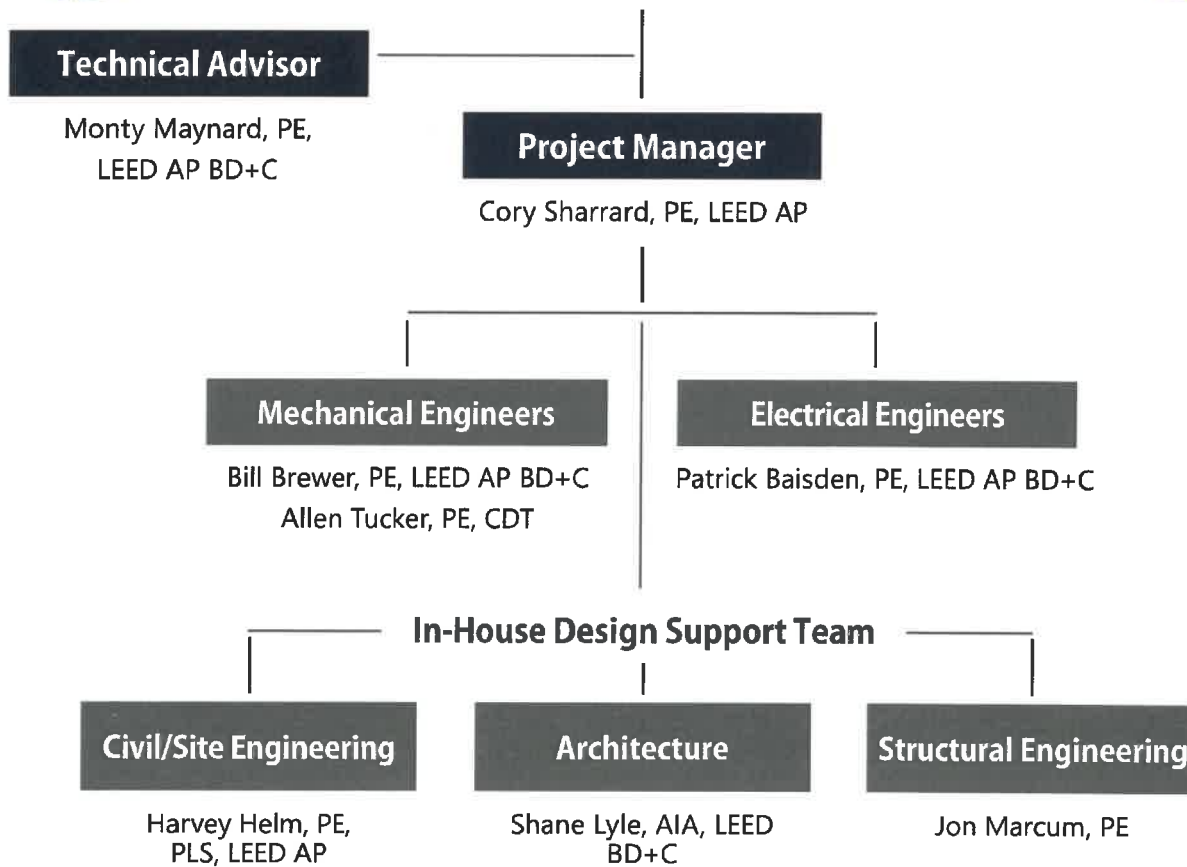 Technical Advisor
Monty Maynard, PE,
LEED AP BD+C
Project Manager
Cory Sharrard, PE, LEED AP
Mechanical Engineers
Bill Brewer, PE, LEED AP BD+C
Allen Tucker, PE, CDT
Electrical Engineers
Patrick Baisden, PE, LEED AP BD+C
In-House Design Support Team
Civil/Site Engineering
Harvey Helm, PE,
PLS, LEED AP
Architecture
Shane Lyle, AIA, LEED
BD+C
Structural Engineering
Jon Marcum, PE